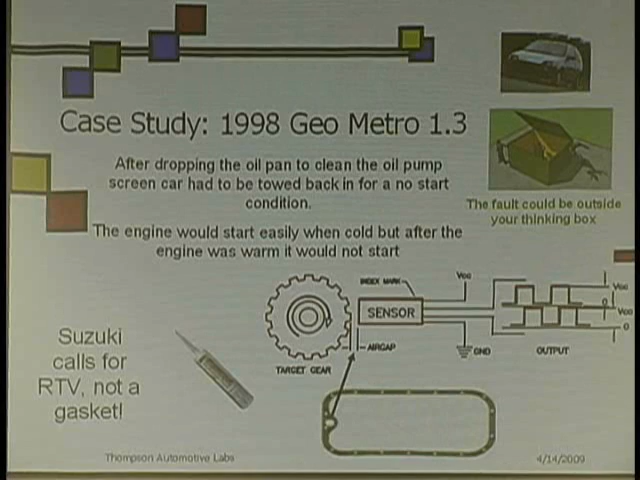 Case Study: 1998 Geo Metro 1.3
After dropping the oil pan to clean the oil pump
screen car had to be towed back in for a no start
condition.
The fault could be outside
your thinking box
The engine would start easily when cold but after the
engine was warm it would not start
INDEX MARK
Vcc
SENSOR
Vcc
0
Vcc
0
AIRGAP
GND
OUTPUT
TARGET GEAR
Suzuki
calls for
RTV, not a
gasket!
Thompson Automotive Labs
4/14/2009